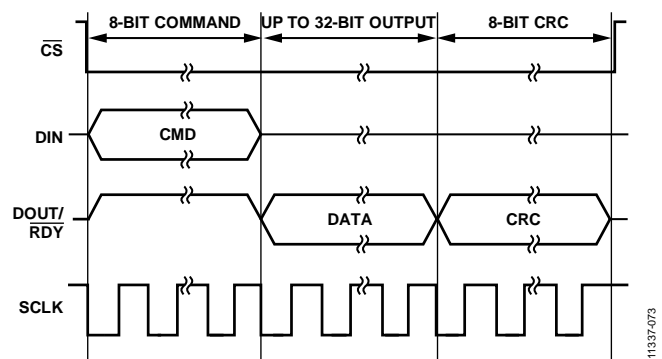 8-BIT COMMAND UP TO 32-BIT OUTPUT 8-BIT CRC
CS
DIN CMD
DOUT/
RDY DATA CRC
SCLK
11337-073